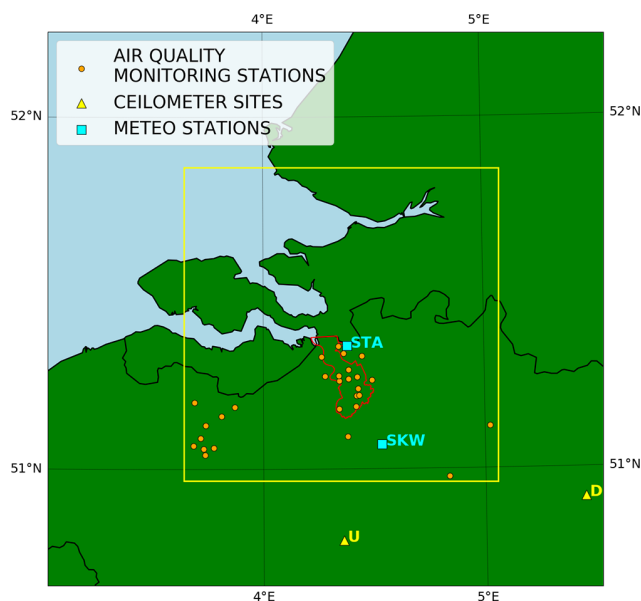 4°E 5°E
AIR QUALITY
MONITORING STATIONS
CEILOMETER SITES
METEO STATIONS
52°N 52°N
STA
SKW
51°N 51°N
D
U
4°E 5°E